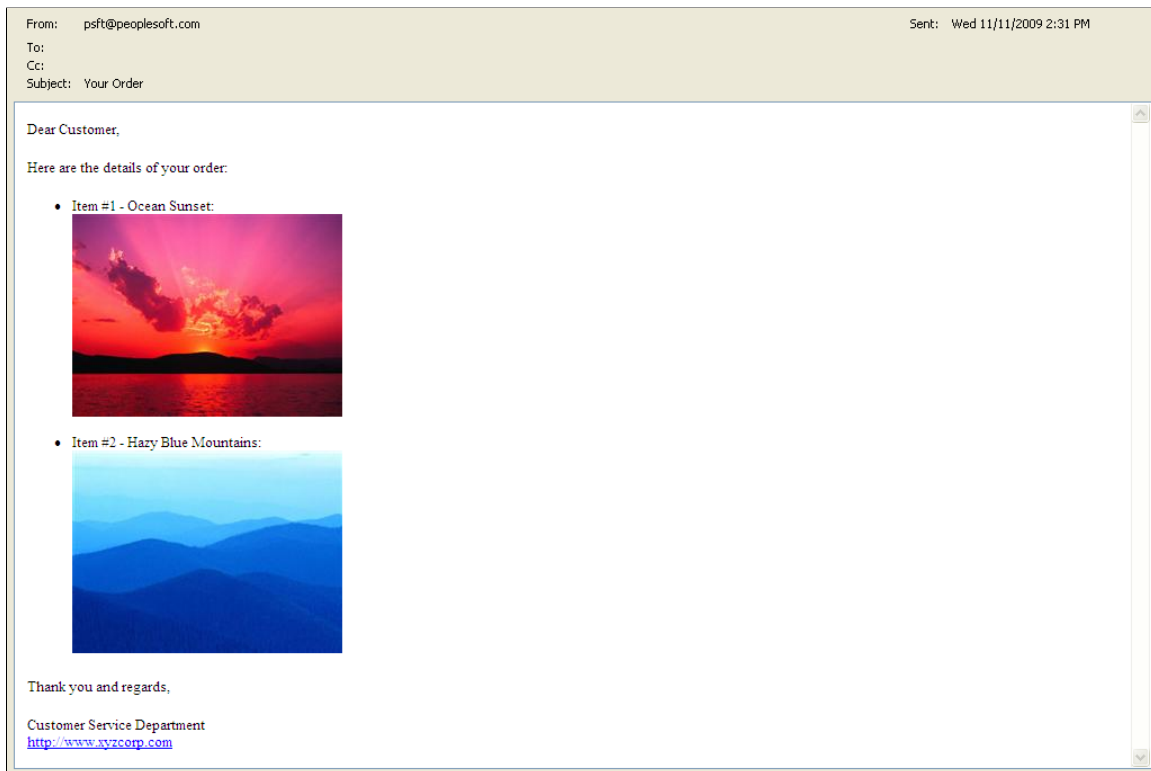 From: psft@peoplesoft.com Sent: Wed 11/11/2009 2:31 PM
To:
Cc:
Subject: Your Order
Dear Customer,
Here are the details of your order:
• Item #1 - Ocean Sunset:
• Item #2 - Hazy Blue Mountains:
Thank you and regards,
Customer Service Department
http://www.xyzcorp.com